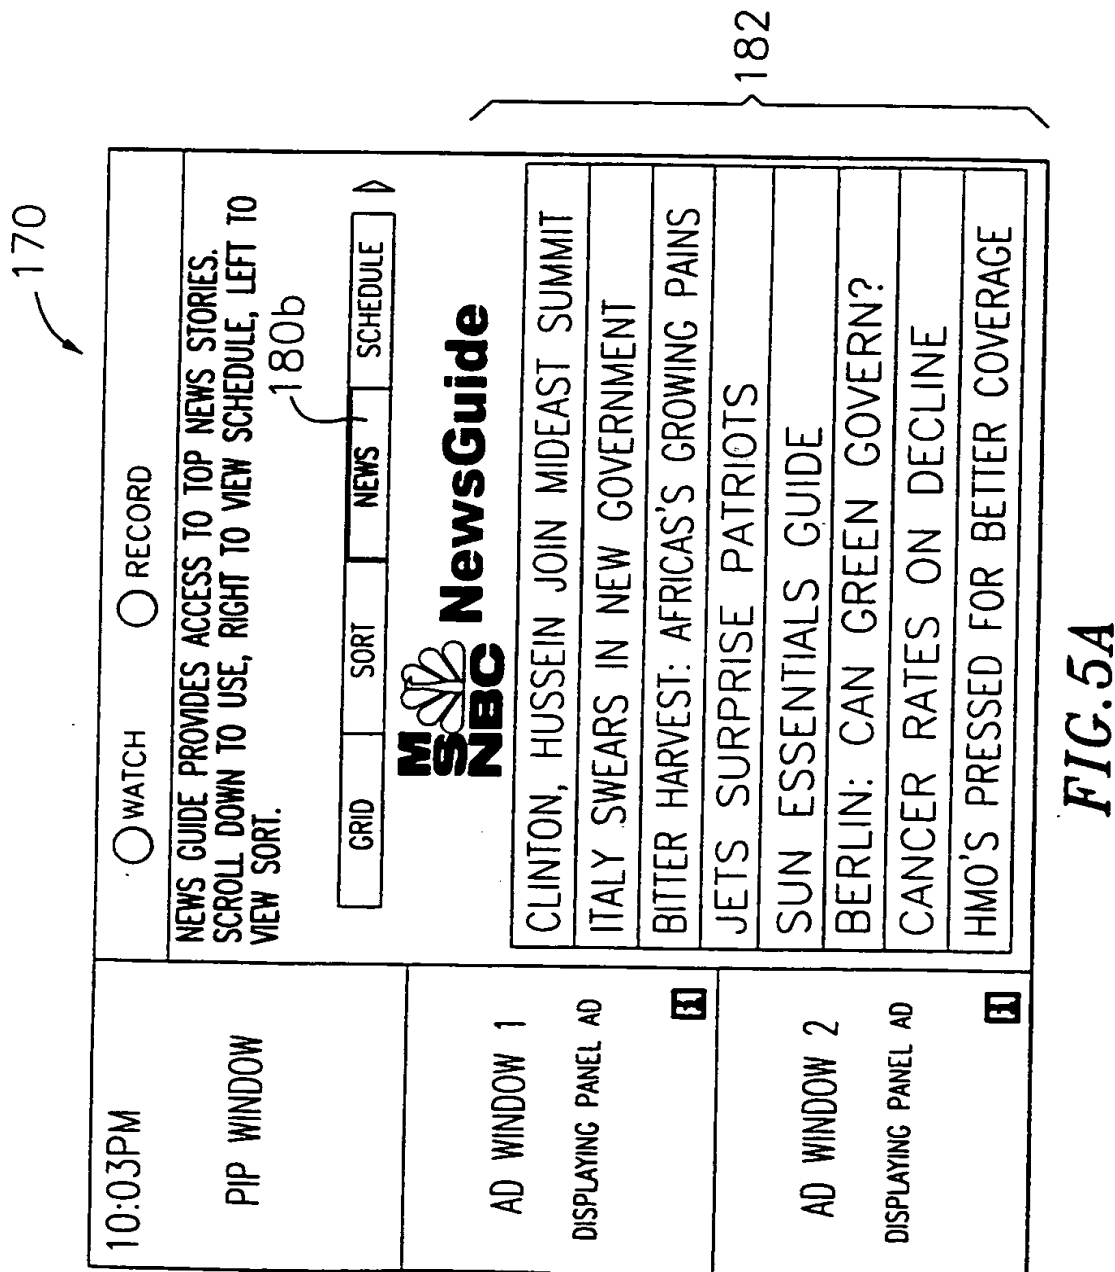 170
10:03PM
WATCH
RECORD
PIP WINDOW
NEWS GUIDE PROVIDES ACCESS TO TOP NEWS STORIES.
SCROLL DOWN TO USE, RIGHT TO VIEW SCHEDULE, LEFT TO
VIEW SORT.
180b
GRID
SORT
NEWS
SCHEDULE
AD WINDOW 1
DISPLAYING PANEL AD
i
MSNBC NewsGuide
CLINTON, HUSSEIN JOIN MIDEAST SUMMIT
ITALY SWEARS IN NEW GOVERNMENT
BITTER HARVEST: AFRICAS'S GROWING PAINS
JETS SURPRISE PATRIOTS
SUN ESSENTIALS GUIDE
BERLIN: CAN GREEN GOVERN?
CANCER RATES ON DECLINE
HMO'S PRESSED FOR BETTER COVERAGE
182
AD WINDOW 2
DISPLAYING PANEL AD
i
FIG.5A